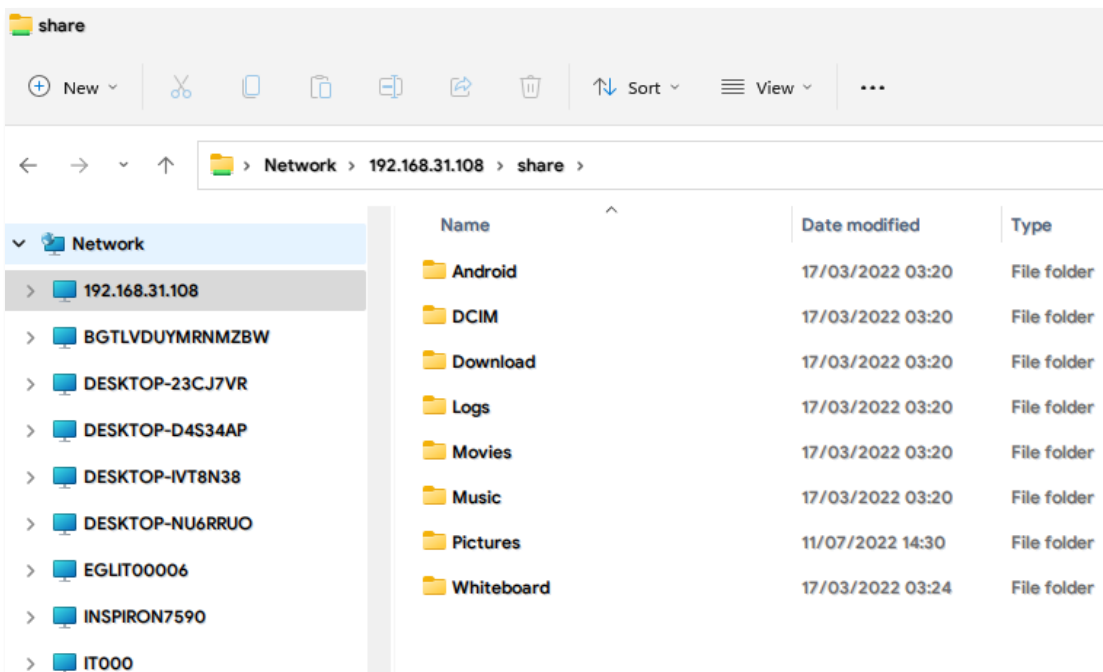 share
New Sort View ...
Network > 192.168.31.108 > share >
Name Date modified Type
Network
192.168.31.108
BGTLVDUYMRNMZBW
DESKTOP-23CJ7VR
DESKTOP-D4S34AP
DESKTOP-IVT8N38
DESKTOP-NU6RRUO
EGLIT00006
INSPIRON7590
IT000
Android 17/03/2022 03:20 File folder
DCIM 17/03/2022 03:20 File folder
Download 17/03/2022 03:20 File folder
Logs 17/03/2022 03:20 File folder
Movies 17/03/2022 03:20 File folder
Music 17/03/2022 03:20 File folder
Pictures 11/07/2022 14:30 File folder
Whiteboard 17/03/2022 03:24 File folder